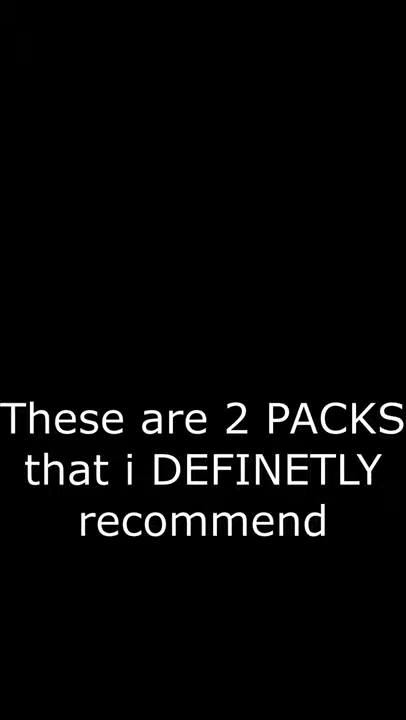 These are 2 PACKS
that i DEFINETLY
recommend